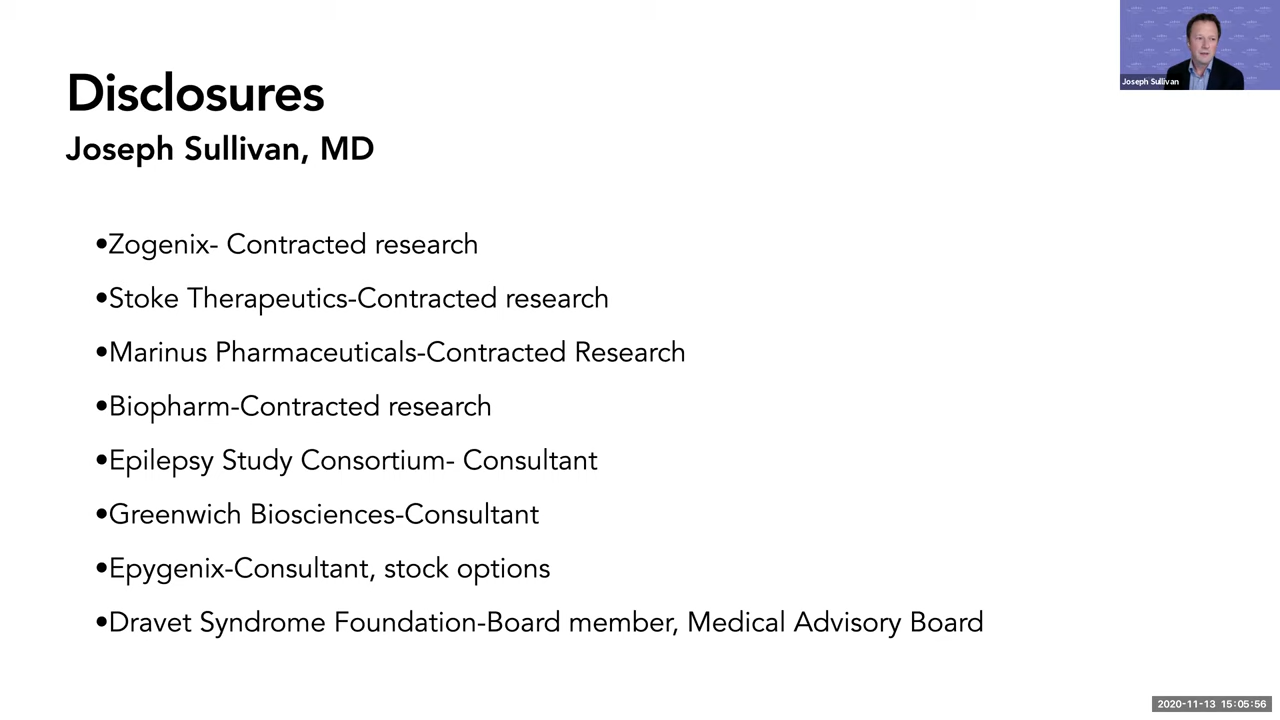 Disclosures
Joseph Sullivan, MD
•Zogenix- Contracted research
•Stoke Therapeutics-Contracted research
•Marinus Pharmaceuticals-Contracted Research
•Biopharm-Contracted research
•Epilepsy Study Consortium- Consultant
•Greenwich Biosciences-Consultant
•Epygenix-Consultant, stock options
•Dravet Syndrome Foundation-Board member, Medical Advisory Board
Joseph Sullivan
2020-11-13 15:05:56